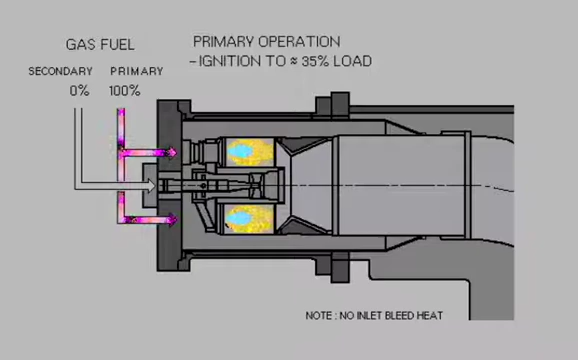 GAS FUEL
SECONDARY PRIMARY
0% 100%
PRIMARY OPERATION
-IGNITION TO ≈ 35% LOAD
NOTE : NO INLET BLEED HEAT